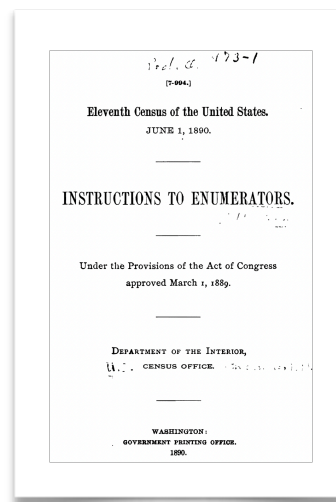 [7-994.]
Eleventh Census of the United States.
JUNE 1, 1890.
INSTRUCTIONS TO ENUMERATORS.
Under the Provisions of the Act of Congress
approved March 1, 1889.
DEPARTMENT OF THE INTERIOR,
CENSUS OFFICE.
WASHINGTON:
GOVERNMENT PRINTING OFFICE.
1890.